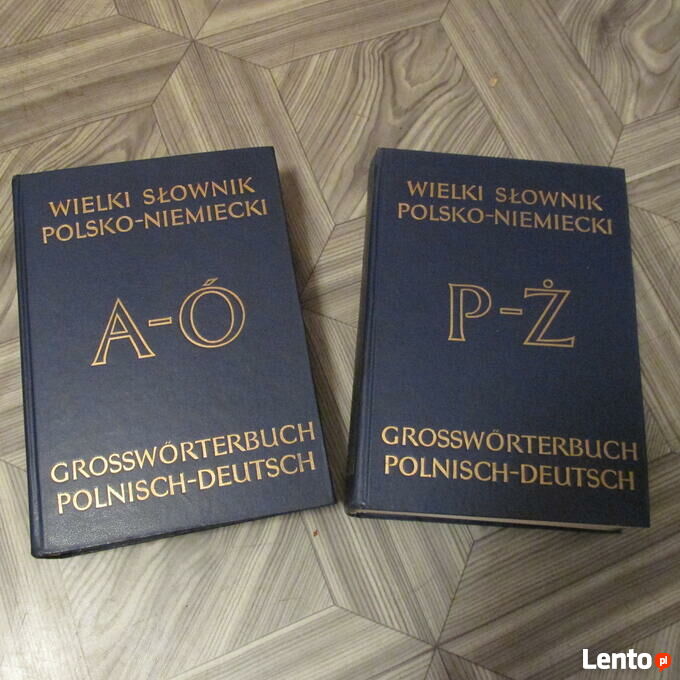 WIELKI SŁOWNIK
POLSKO-NIEMIECKI
A-Ó
GROSSWÖRTERBUCH
POLNISCH-DEUTSCH
WIELKI SŁOWNIK
POLSKO-NIEMIECKI
P-Ż
GROSSWÖRTERBUCH
POLNISCH-DEUTSCH
Lento pl